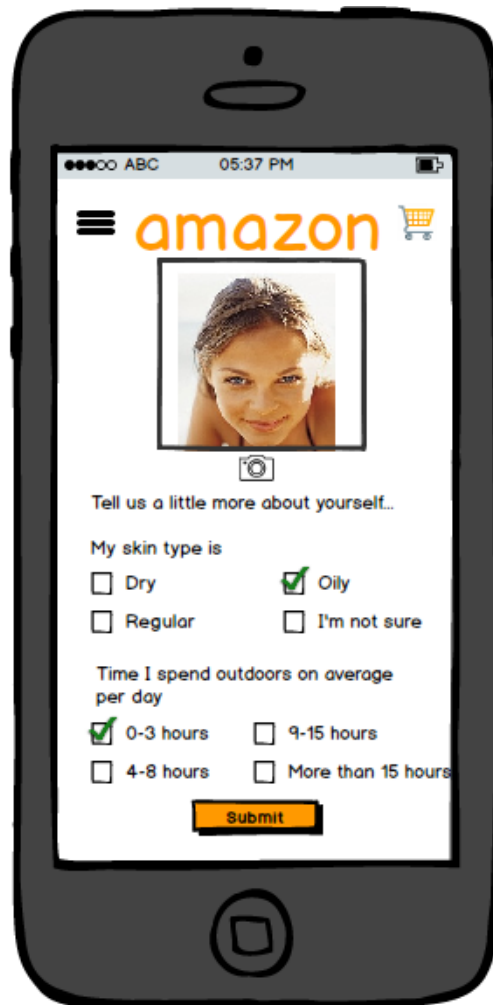 ABC 05:37 PM
amazon
Tell us a little more about yourself...
My skin type is
Dry Oily
Regular I'm not sure
Time I spend outdoors on average
per day
0-3 hours 9-15 hours
4-8 hours More than 15 hours
Submit